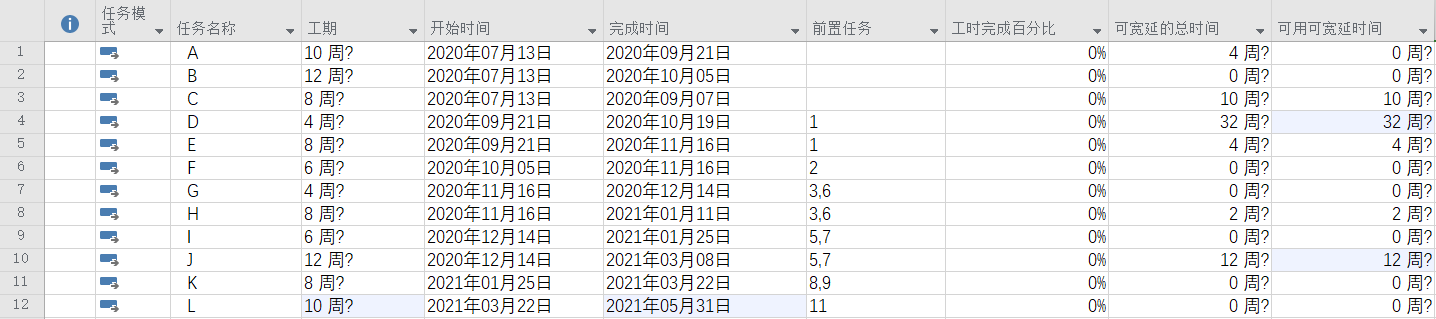 任务模式 任务名称 工期 开始时间 完成时间 前置任务 工时完成百分比 可宽延的总时间 可用可宽延时间
1 A 10 周? 2020年07月13日 2020年09月21日 0% 4 周? 0 周?
2 B 12 周? 2020年07月13日 2020年10月05日 0% 0 周? 0 周?
3 C 8 周? 2020年07月13日 2020年09月07日 0% 10 周? 10 周?
4 D 4 周? 2020年09月21日 2020年10月19日 1 0% 32 周? 32 周?
5 E 8 周? 2020年09月21日 2020年11月16日 1 0% 4 周? 4 周?
6 F 6 周? 2020年10月05日 2020年11月16日 2 0% 0 周? 0 周?
7 G 4 周? 2020年11月16日 2020年12月14日 3,6 0% 0 周? 0 周?
8 H 8 周? 2020年11月16日 2021年01月11日 3,6 0% 2 周? 2 周?
9 I 6 周? 2020年12月14日 2021年01月25日 5,7 0% 0 周? 0 周?
10 J 12 周? 2020年12月14日 2021年03月08日 5,7 0% 12 周? 12 周?
11 K 8 周? 2021年01月25日 2021年03月22日 8,9 0% 0 周? 0 周?
12 L 10 周? 2021年03月22日 2021年05月31日 11 0% 0 周? 0 周?